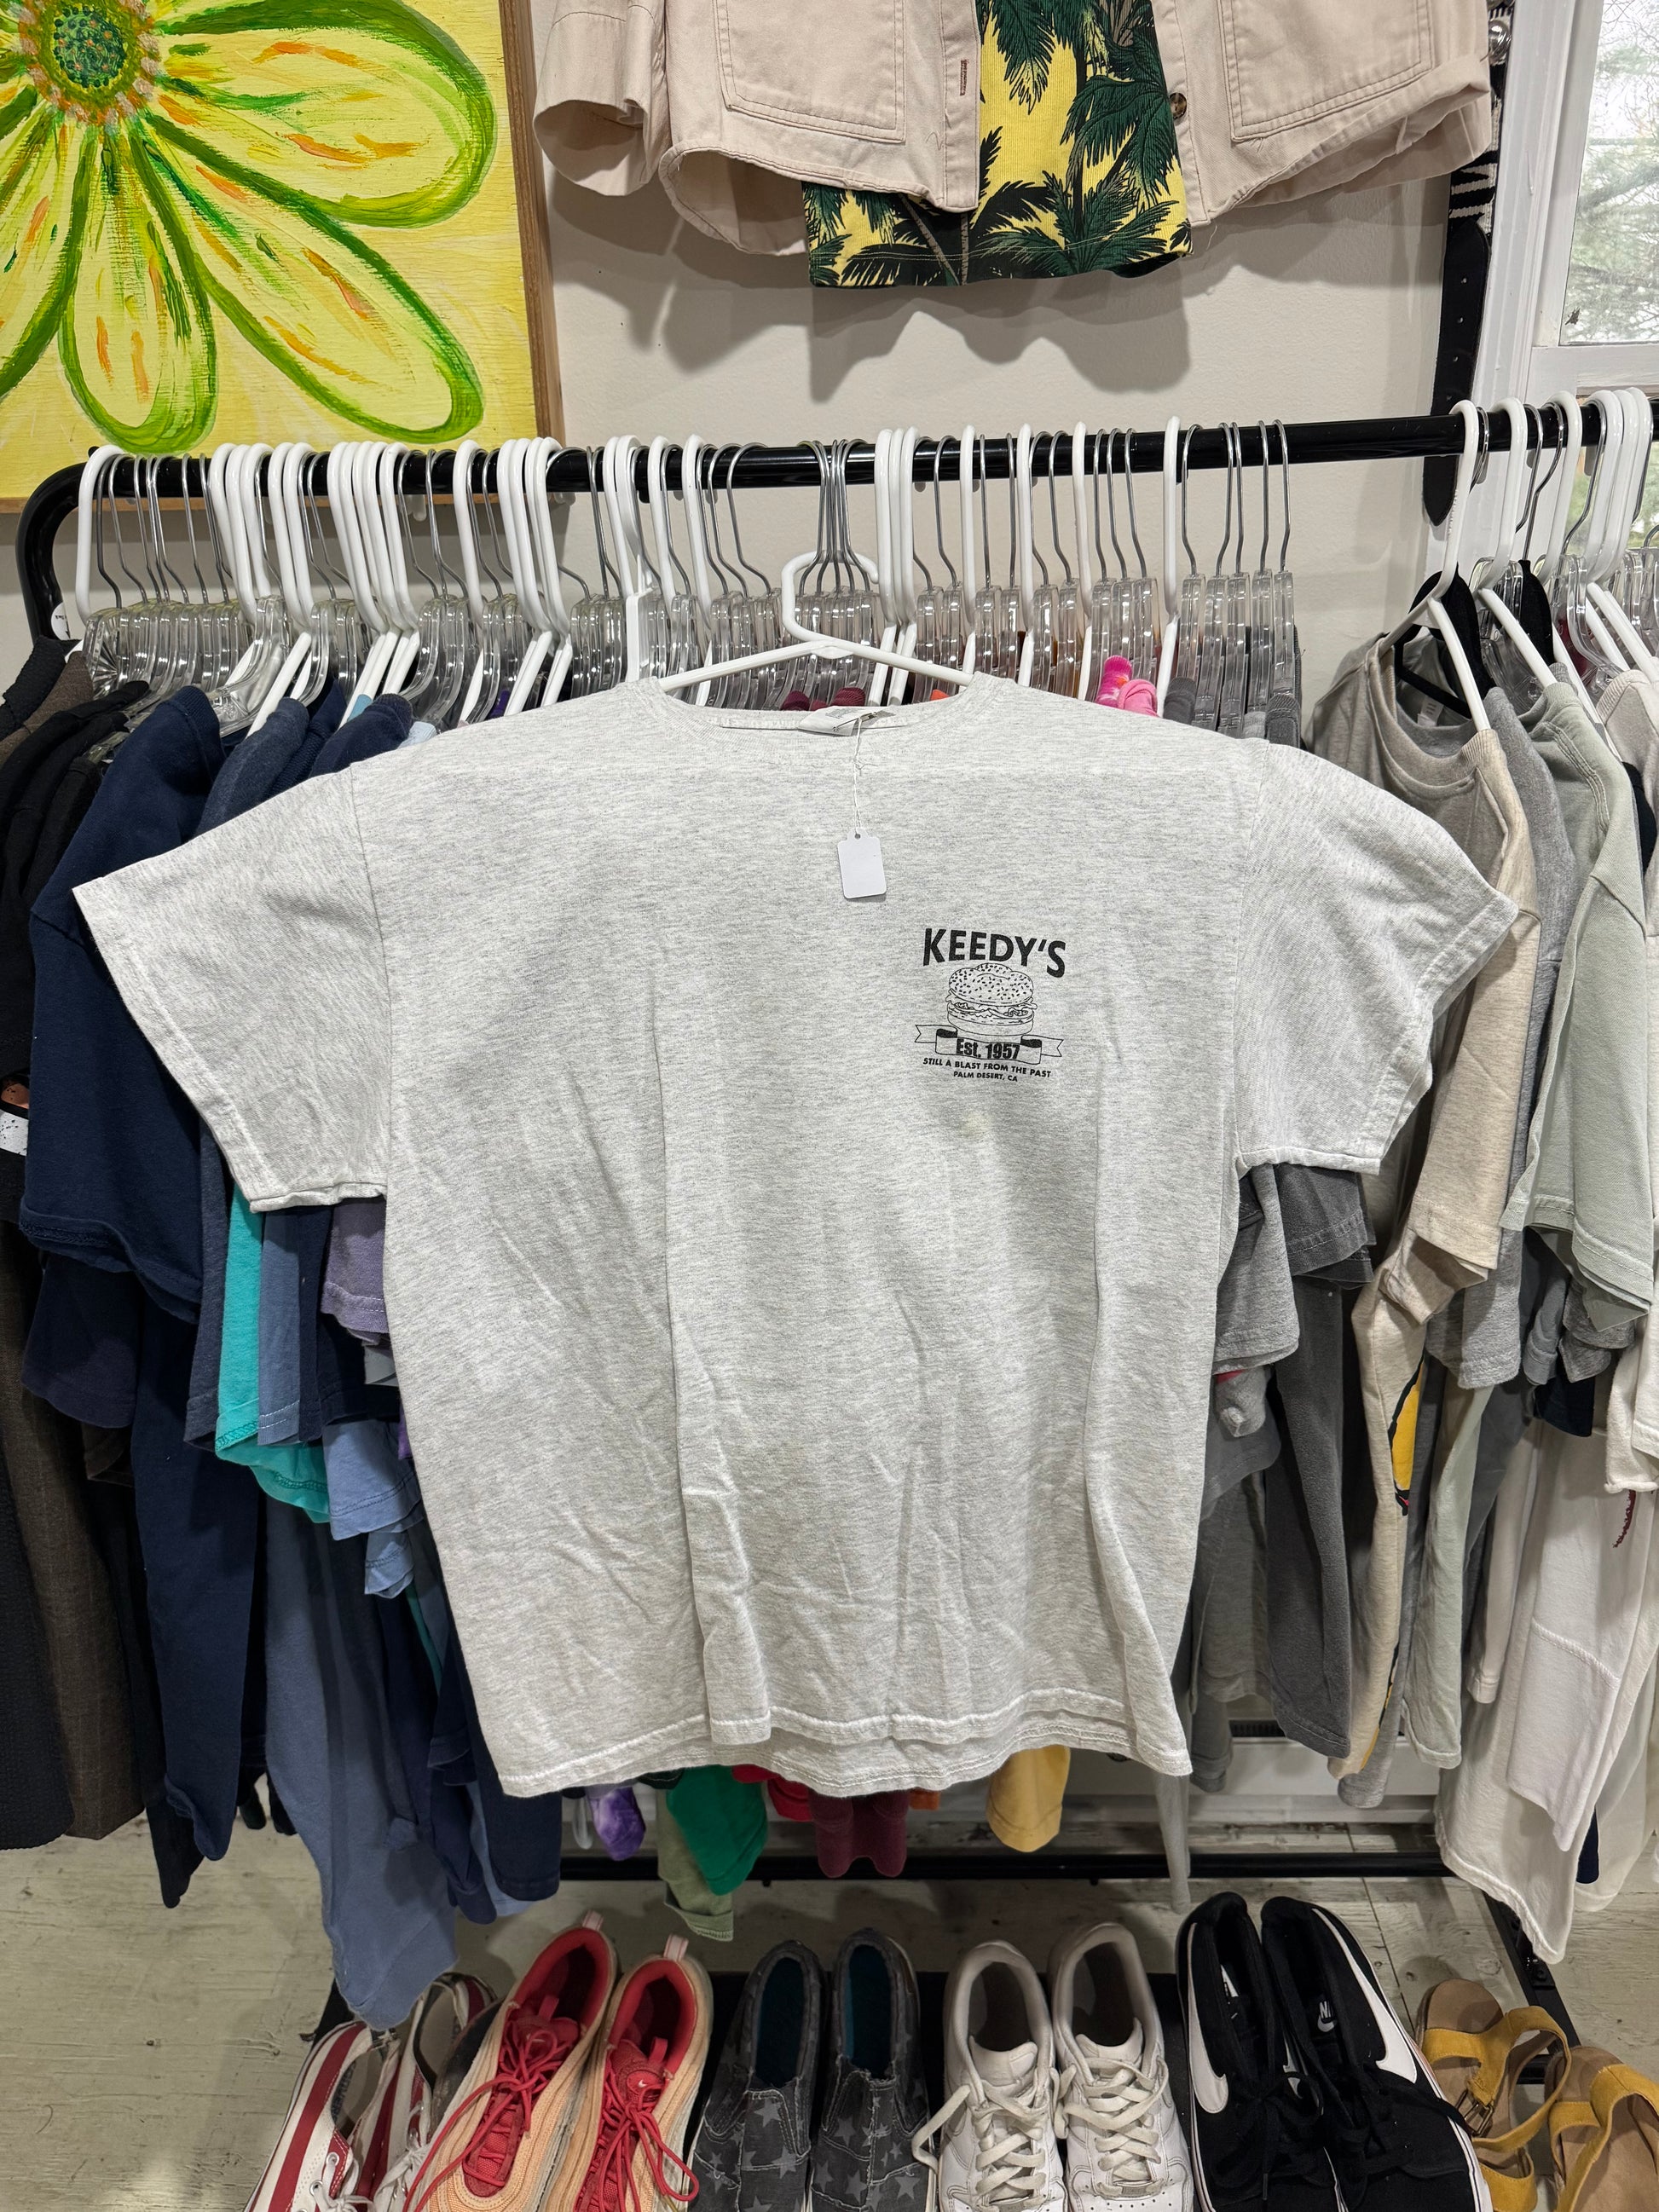 KEEDY'S
Est. 1957
STILL A BLAST FROM THE PAST
PALM DESERT, CA